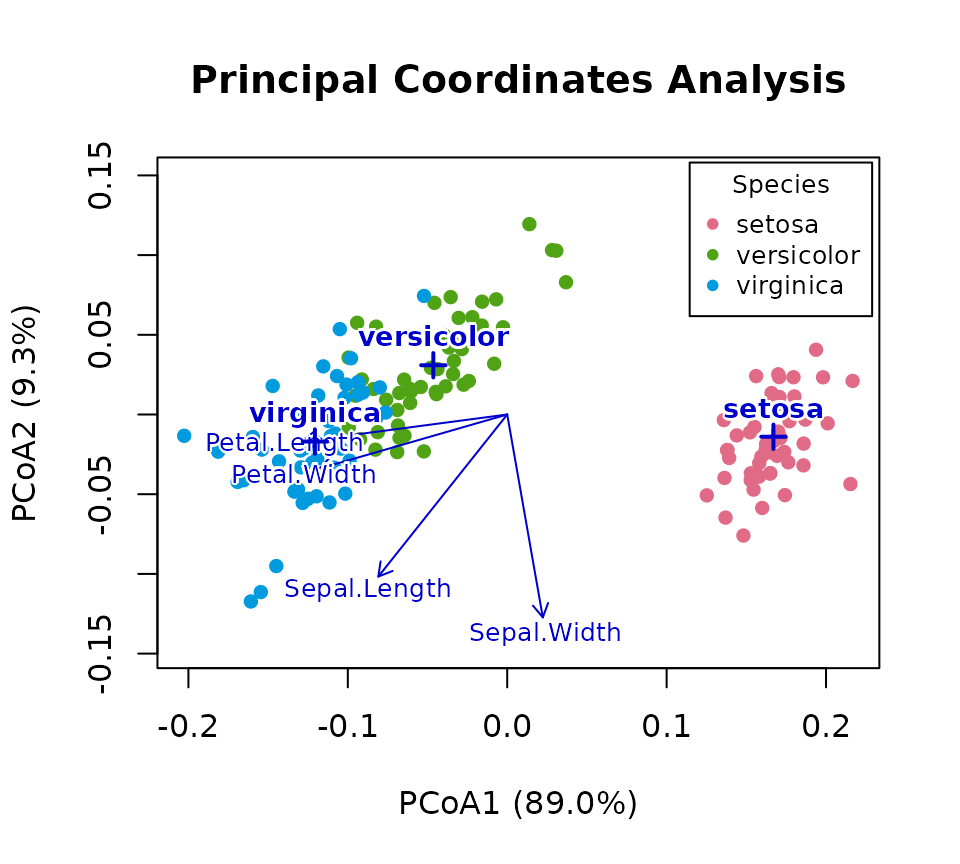 Principal Coordinates Analysis
Species
setosa
versicolor
virginica
0.15
0.05
-0.05
-0.15
PCoA2 (9.3%)
versicolor
virginica
setosa
Petal.Length
Petal.Width
Sepal.Length
Sepal.Width
-0.2
-0.1
0.0
0.1
0.2
PCoA1 (89.0%)